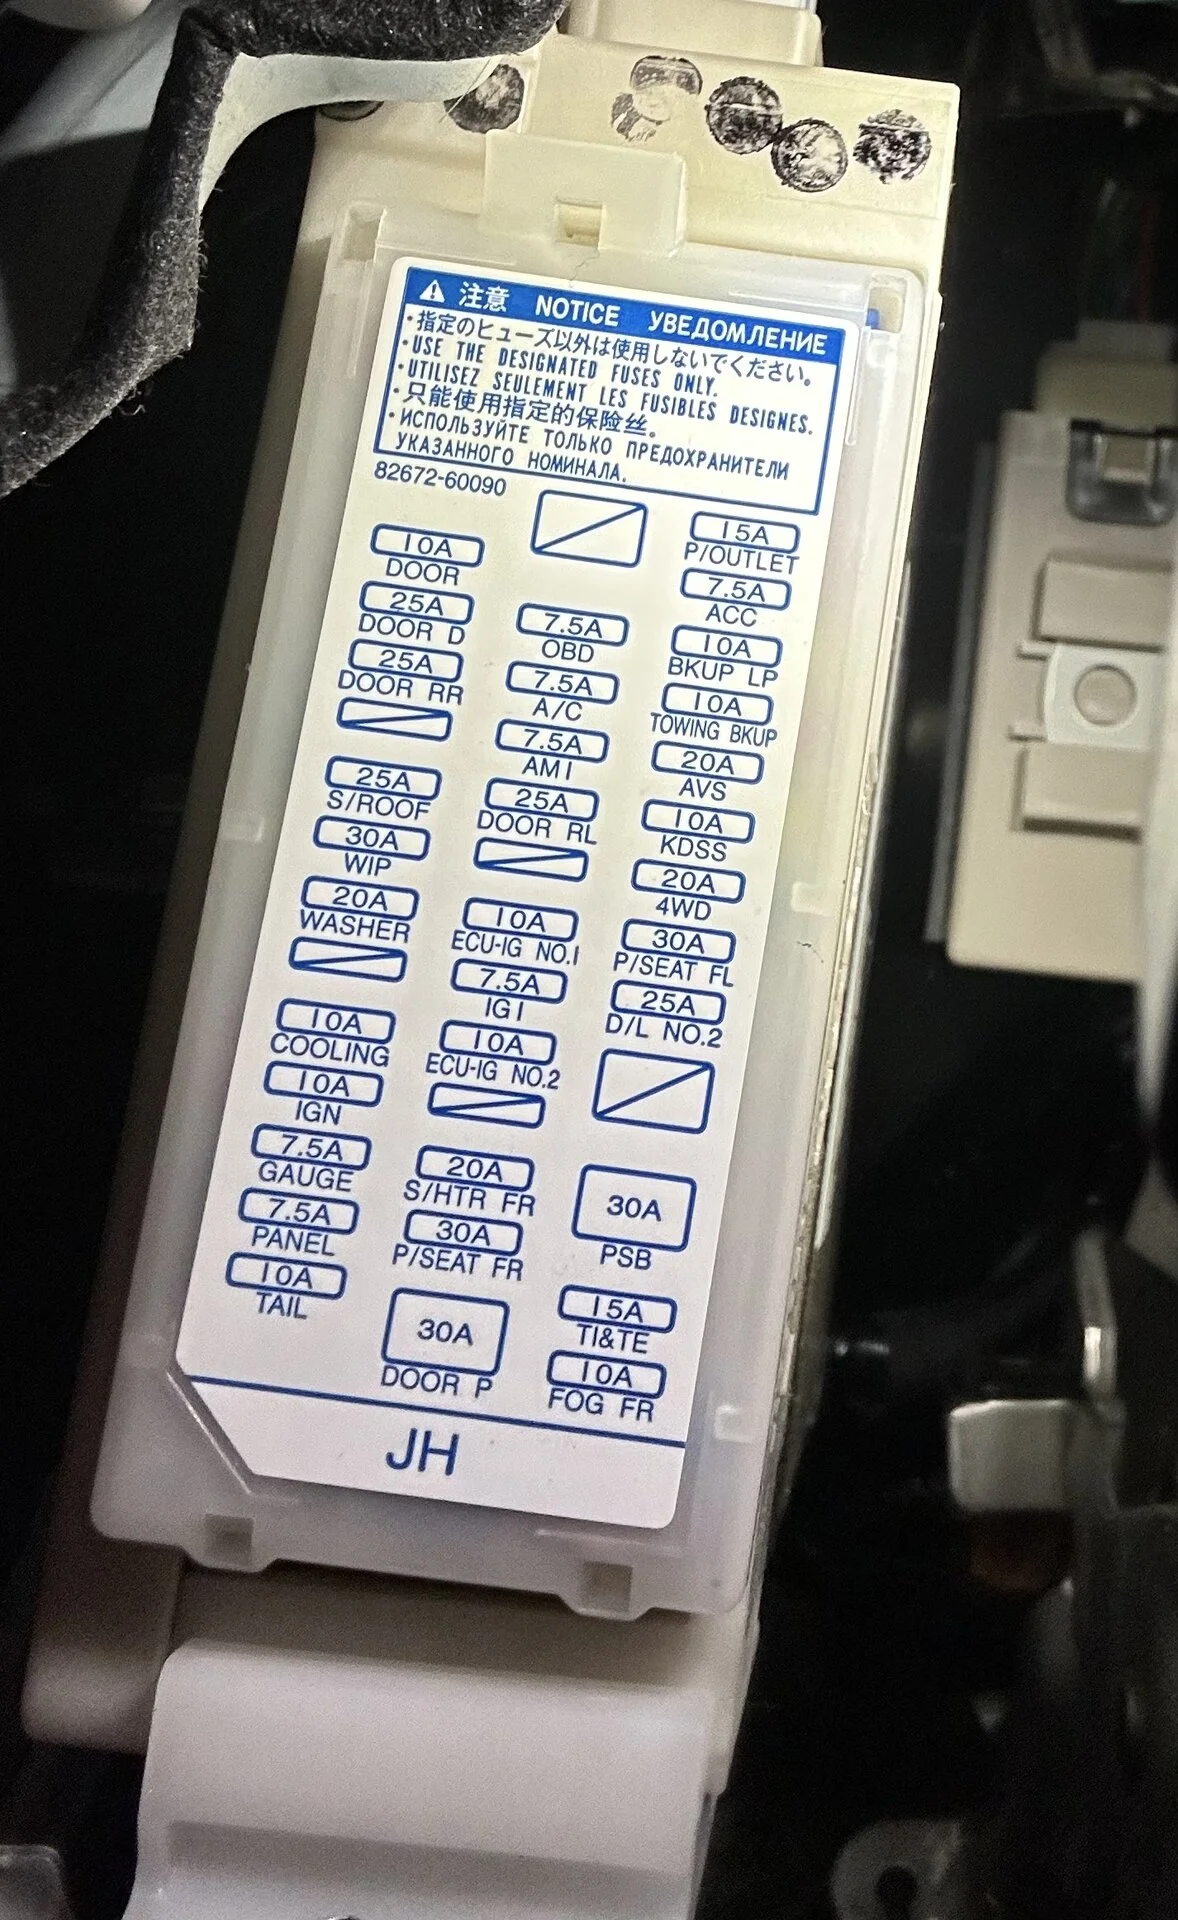 注意 NOTICE УВЕДОМЛЕНИЕ
・指定のヒューズ以外は使用しないでください。
・USE THE DESIGNATED FUSES ONLY.
・UTILISEZ SEULEMENT LES FUSIBLES DESIGNES.
・只能使用指定的保险丝。
・ИСПОЛЬЗУЙТЕ ТОЛЬКО ПРЕДОХРАНИТЕЛИ
УКАЗАННОГО НОМИНАЛА.
82672-60090
10A
DOOR
25A
DOOR D
25A
DOOR RR
25A
S/ROOF
30A
WIP
20A
WASHER
10A
COOLING
10A
IGN
7.5A
GAUGE
7.5A
PANEL
10A
TAIL
7.5A
OBD
7.5A
A/C
7.5A
AM1
25A
DOOR RL
10A
ECU-IG NO.1
7.5A
IG1
10A
ECU-IG NO.2
20A
S/HTR FR
30A
P/SEAT FR
30A
DOOR P
15A
P/OUTLET
7.5A
ACC
10A
BKUP LP
10A
TOWING BKUP
20A
AVS
10A
KDSS
20A
4WD
30A
P/SEAT FL
25A
D/L NO.2
30A
PSB
15A
TI&TE
10A
FOG FR
JH